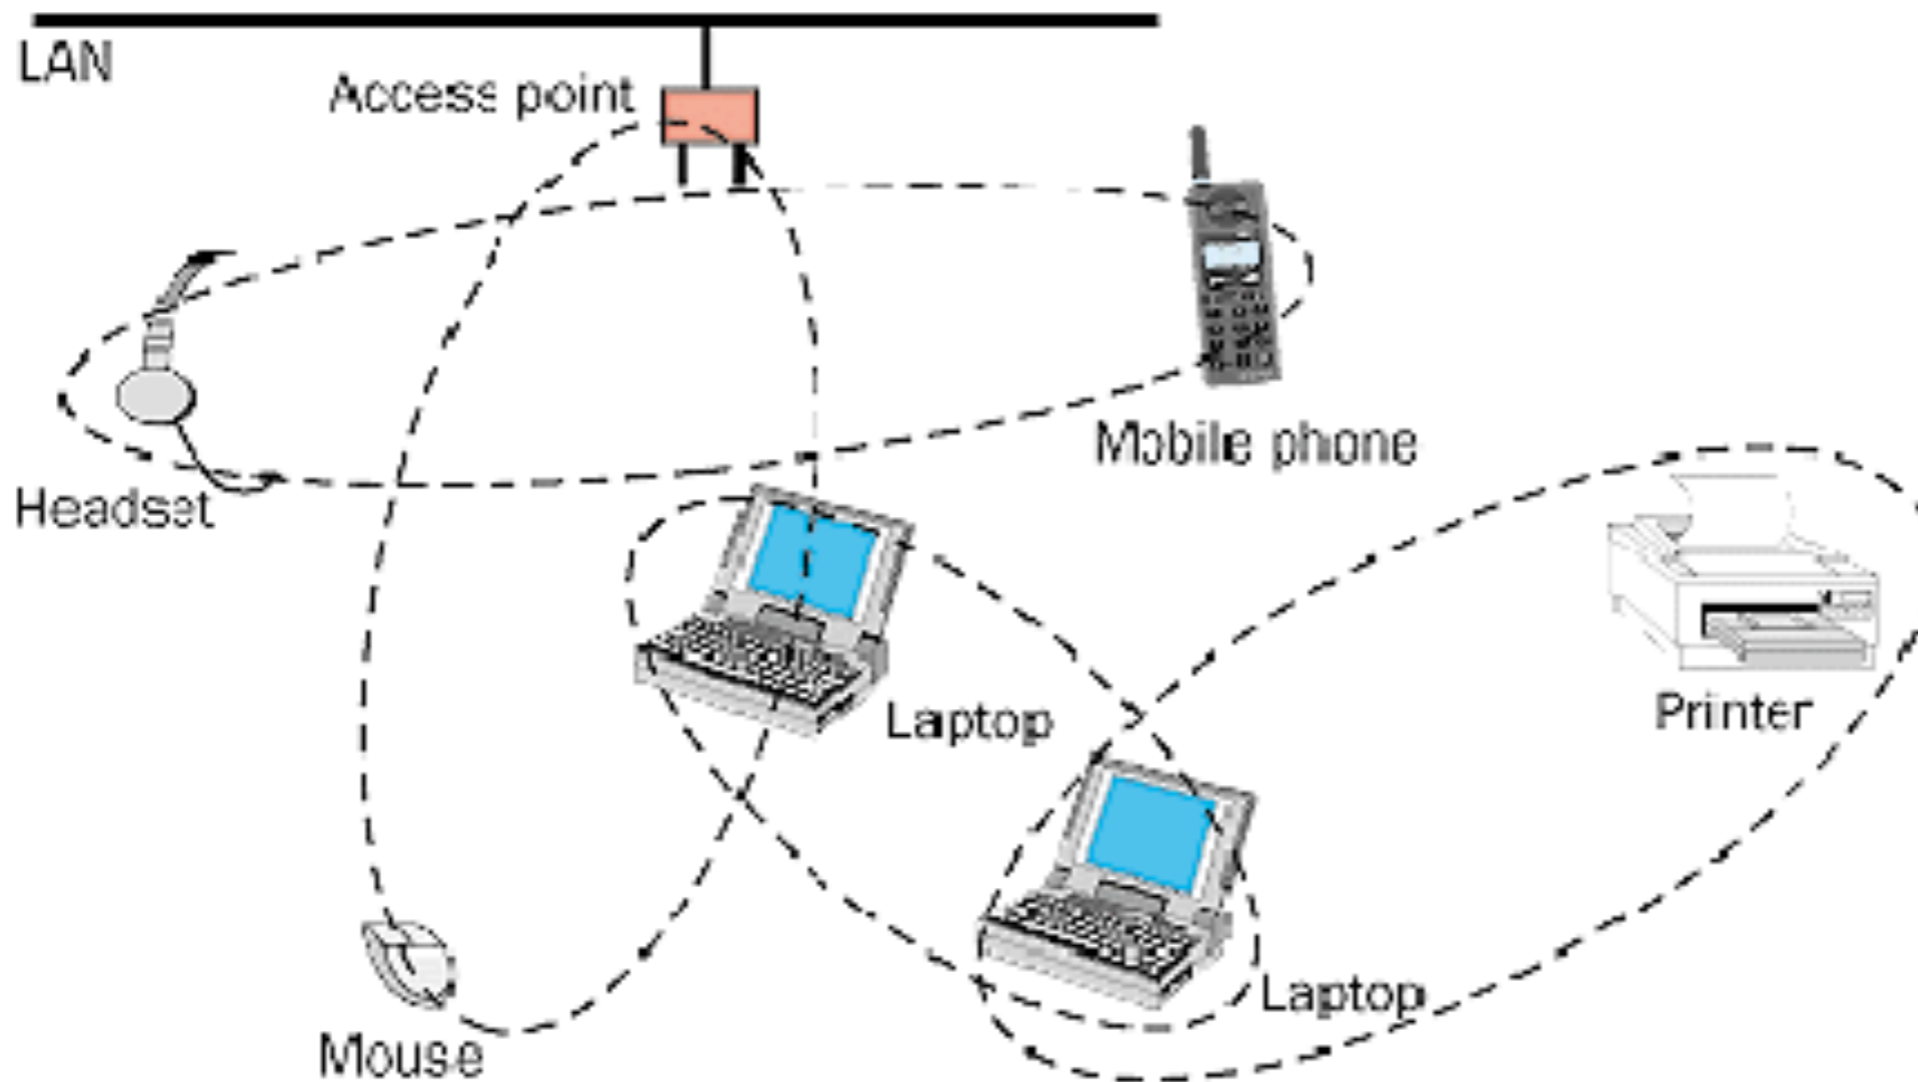 LAN
Access point
Mobile phone
Headset
Laptop
Printer
Laptop
Mouse